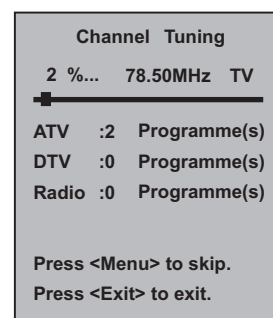 Channel Tuning
2 %... 78.50MHz TV
ATV :2 Programme(s)
DTV :0 Programme(s)
Radio :0 Programme(s)
Press <Menu> to skip.
Press <Exit> to exit.